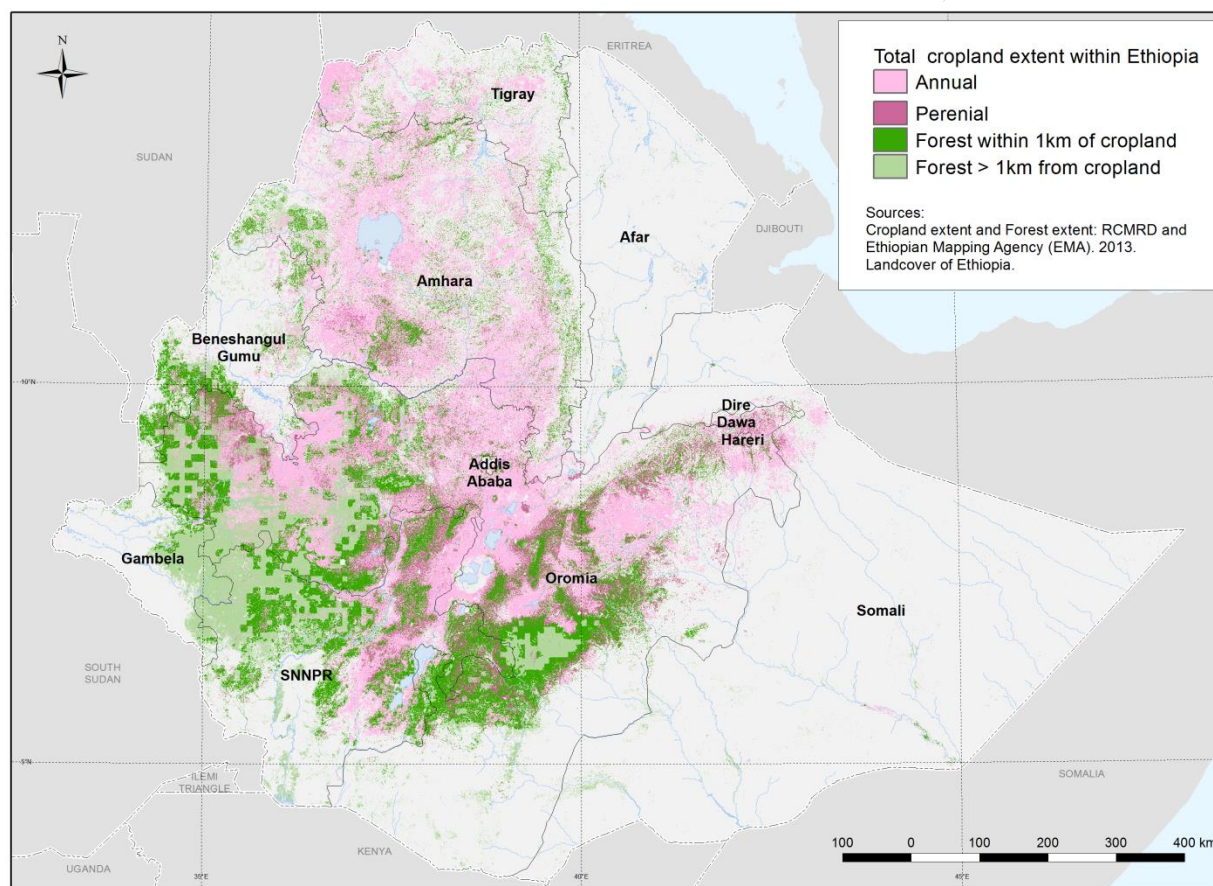 N
ERITREA
Tigray
SUDAN
Total cropland extent within Ethiopia
Annual
Perenial
Forest within 1km of cropland
Forest > 1km from cropland
Sources:
Cropland extent and Forest extent: RCMRD and
Ethiopian Mapping Agency (EMA). 2013.
Landcover of Ethiopia.
Afar
DJIBOUTI
Amhara
Beneshangul
Gumu
10°N
Dire
Dawa
Hareri
Addis
Ababa
Gambela
Oromia
Somali
SOUTH
SUDAN
SNNPR
5°N
ILEMI
TRIANGLE
SOMALIA
KENYA
UGANDA
100 0 100 200 300 400 km
35°E
40°E
45°E